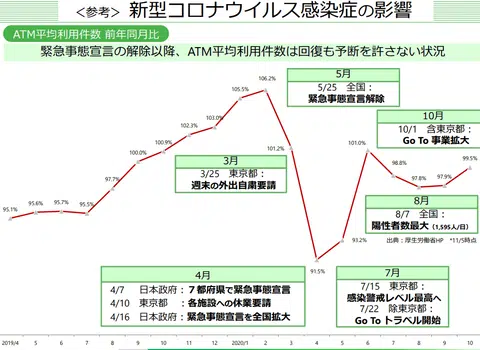 <参考> 新型コロナウイルス感染症の影響
ATM平均利用件数 前年同月比
緊急事態宣言の解除以降、ATM平均利用件数は回復も予断を許さない状況
5月
5/25 全国:
緊急事態宣言解除
10月
10/1 含東京都:
Go To 事業拡大
3月
3/25 東京都:
週末の外出自粛要請
8月
8/7 全国:
陽性者数最大 (1,595人/日)
出典:厚生労働省HP *11/5時点
4月
4/7 日本政府:7都府県で緊急事態宣言
4/10 東京都 :各施設への休業要請
4/16 日本政府:緊急事態宣言を全国拡大
7月
7/15 東京都:
感染警戒レベル最高へ
7/22 除東京都:
Go To トラベル開始
95.1% 95.6% 95.7% 95.5% 97.7% 100.0% 100.9% 102.3% 103.0% 105.5% 106.2% 101.2% 91.5% 93.2% 101.0% 98.8% 97.8% 97.9% 99.5%
2019/4 5 6 7 8 9 10 11 12 2020/1 2 3 4 5 6 7 8 9 10